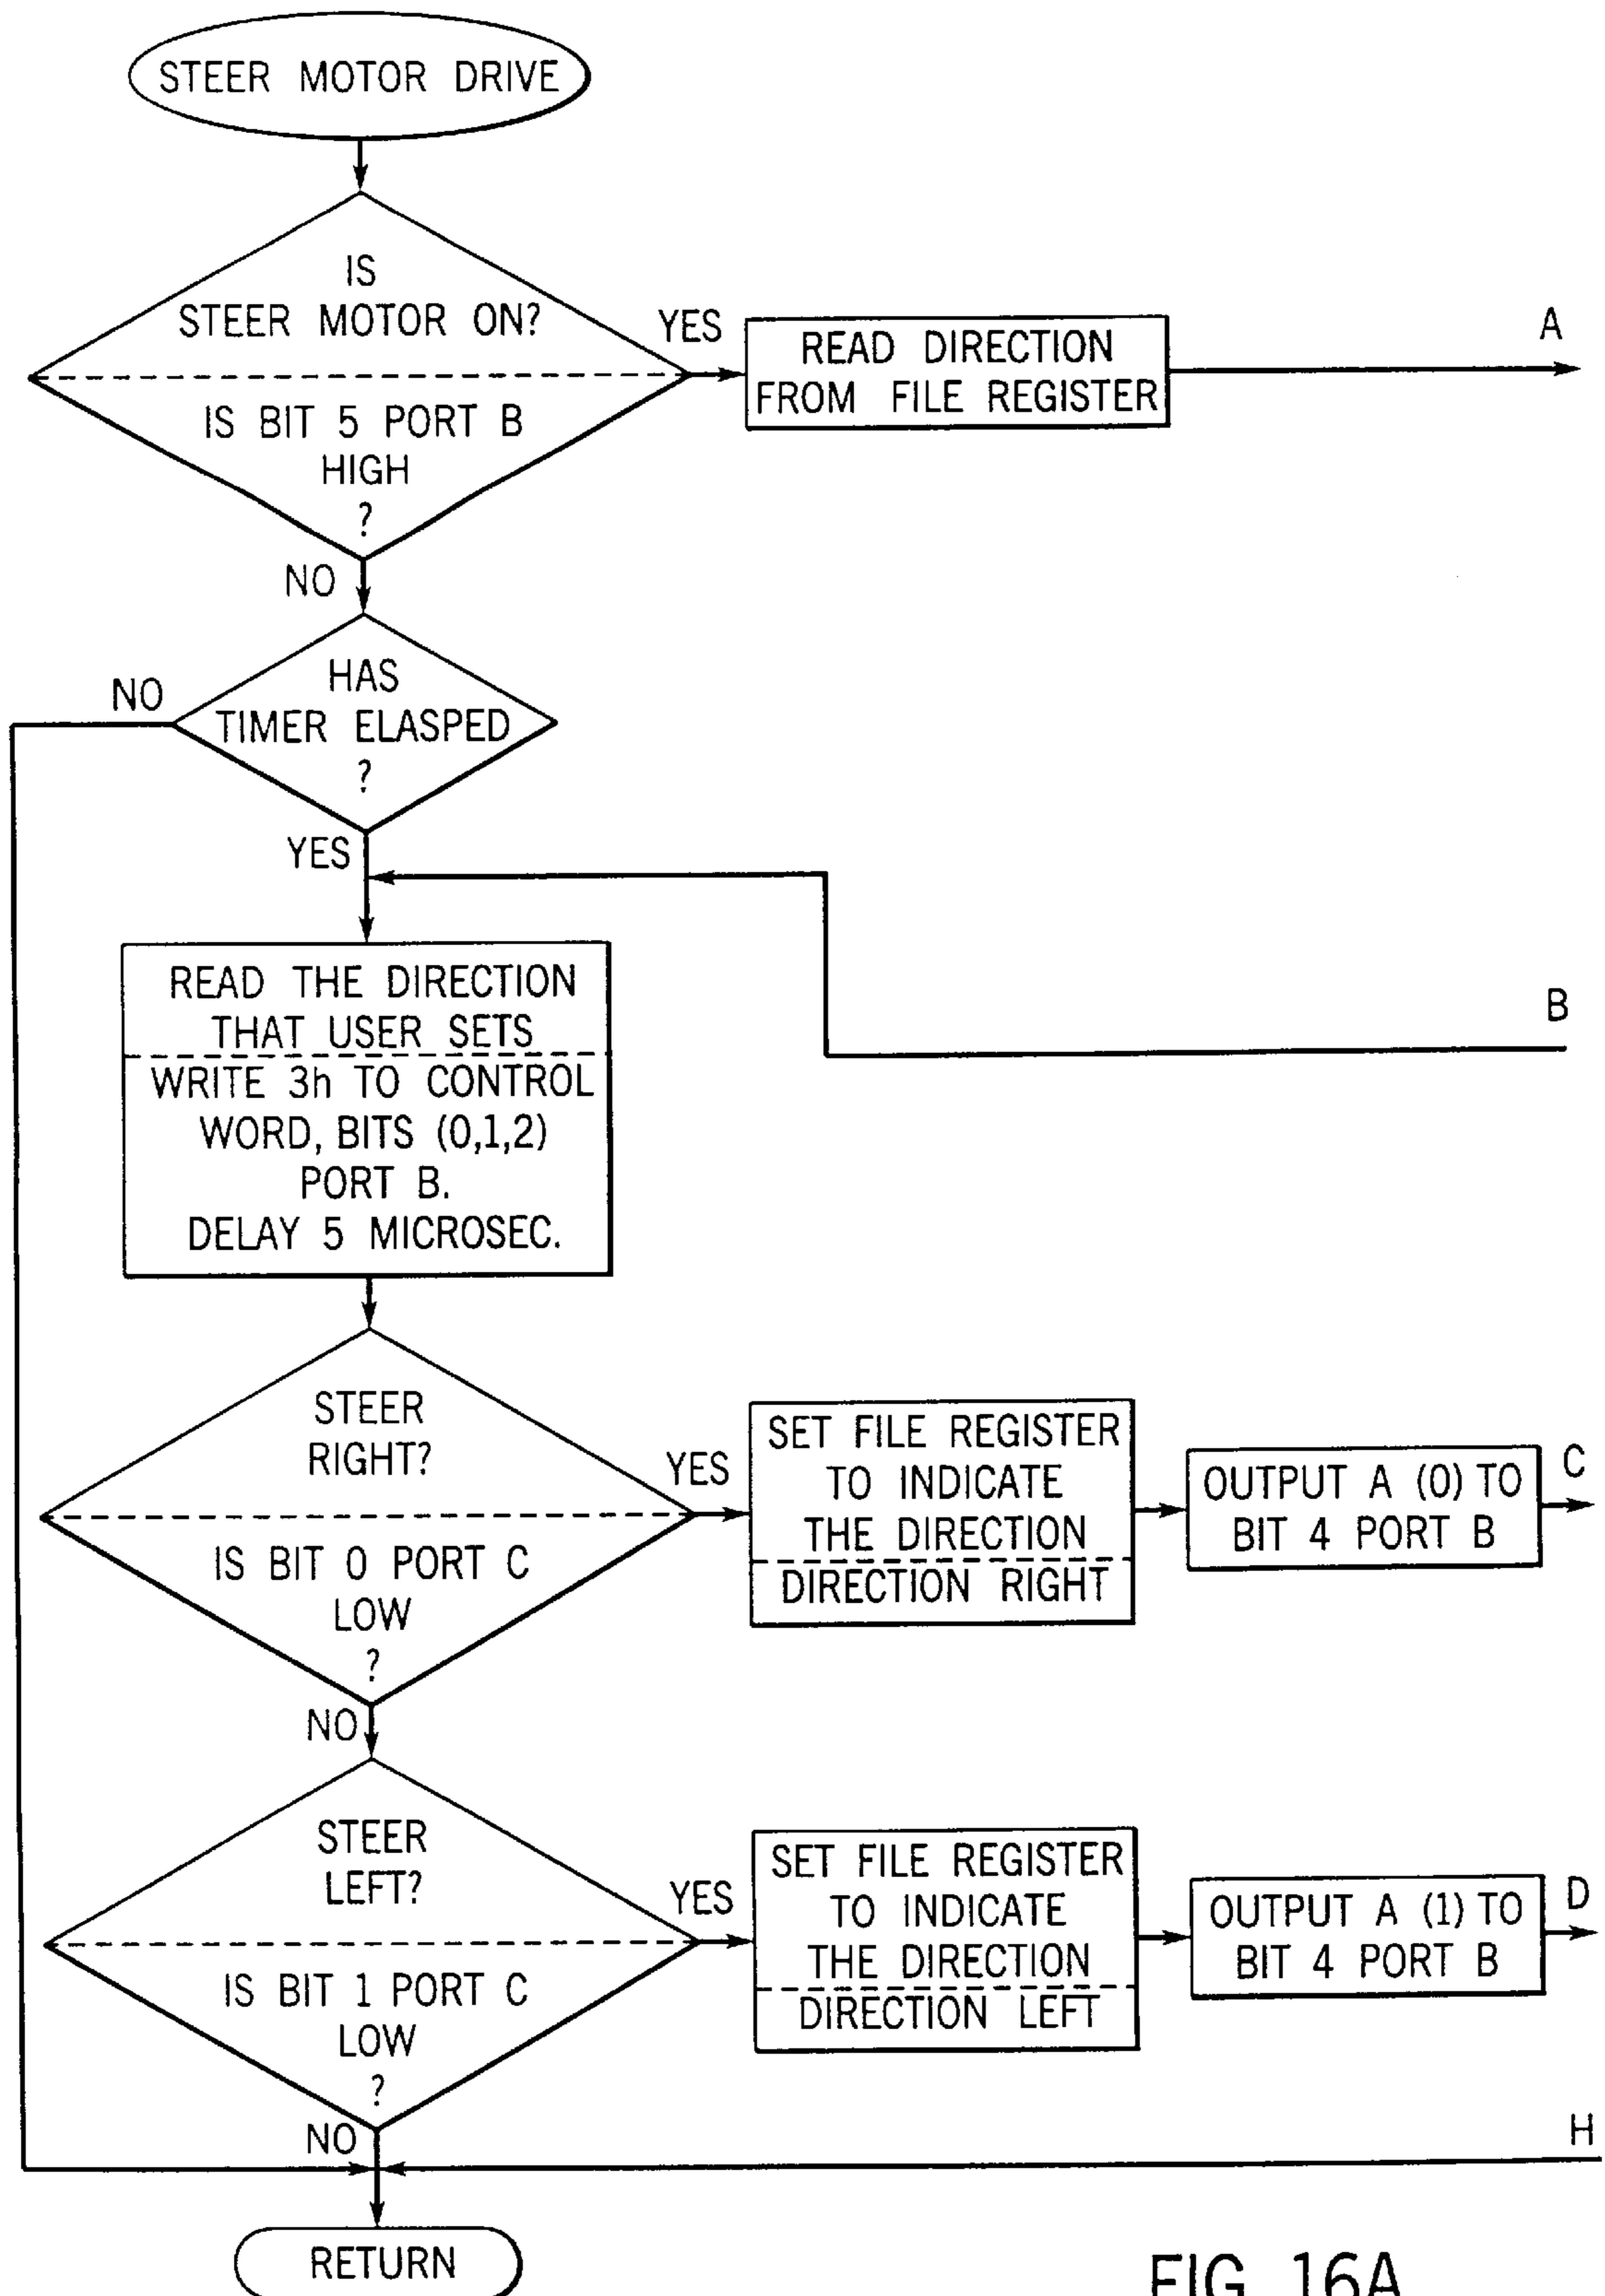 STEER MOTOR DRIVE
IS
STEER MOTOR ON?
IS BIT 5 PORT B
HIGH
?
YES
READ DIRECTION
FROM FILE REGISTER
A
NO
HAS
TIMER ELASPED
?
NO
YES
B
READ THE DIRECTION
THAT USER SETS
WRITE 3h TO CONTROL
WORD, BITS (0,1,2)
PORT B.
DELAY 5 MICROSEC.
STEER
RIGHT?
IS BIT 0 PORT C
LOW
?
YES
SET FILE REGISTER
TO INDICATE
THE DIRECTION
DIRECTION RIGHT
OUTPUT A (0) TO
BIT 4 PORT B
C
NO
STEER
LEFT?
IS BIT 1 PORT C
LOW
?
YES
SET FILE REGISTER
TO INDICATE
THE DIRECTION
DIRECTION LEFT
OUTPUT A (1) TO
BIT 4 PORT B
D
NO
H
RETURN
FIG. 16A